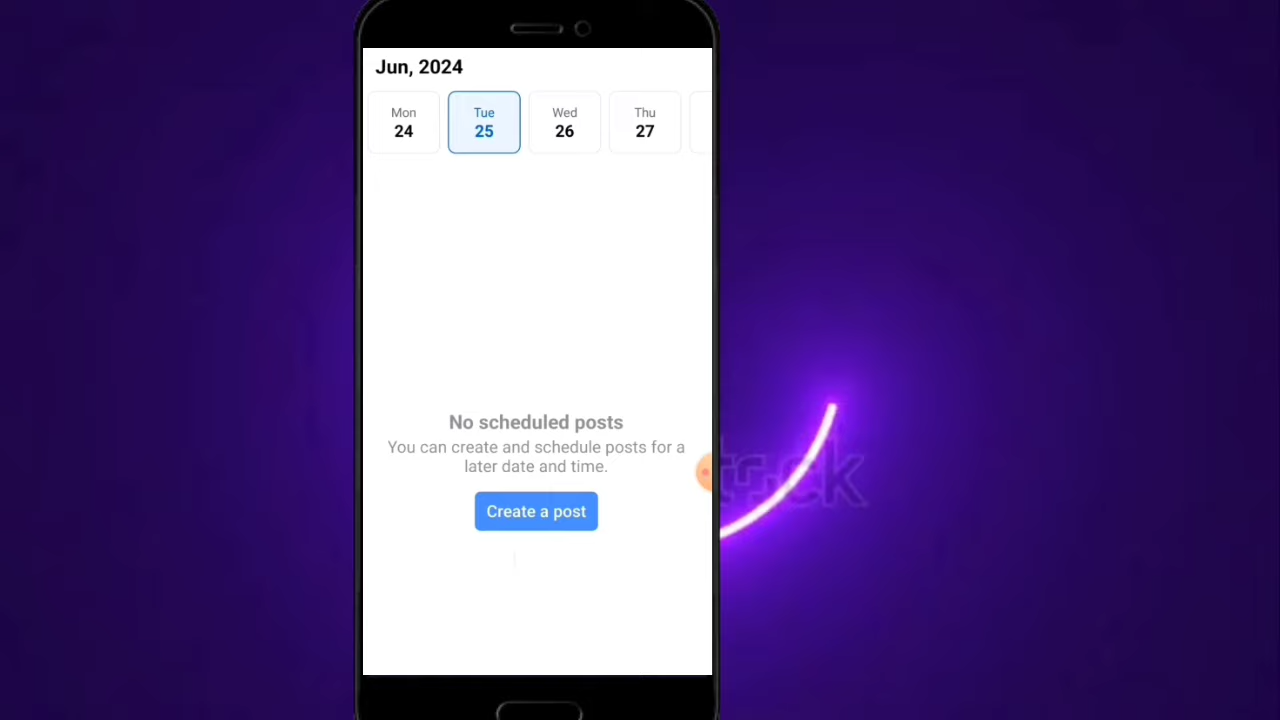 Jun, 2024
Mon Tue Wed Thu
24 25 26 27
No scheduled posts
You can create and schedule posts for a
later date and time.
Create a post